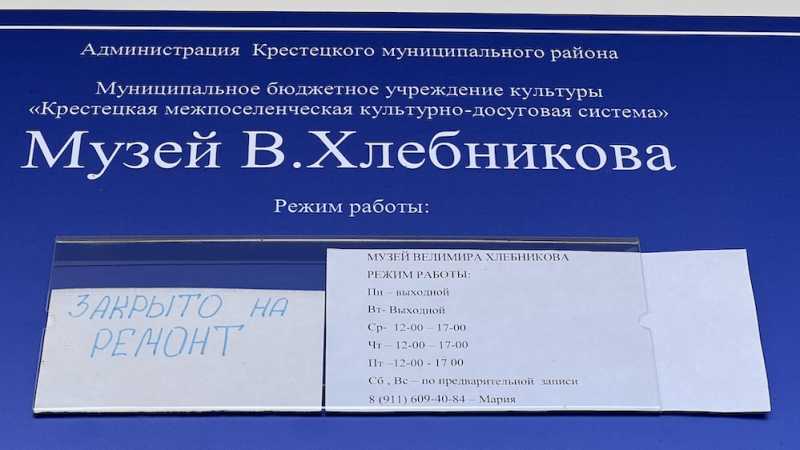 Администрация Крестецкого муниципального района
Муниципальное бюджетное учреждение культуры
«Крестецкая межпоселенческая культурно-досуговая система»
Музей В.Хлебникова
Режим работы:
ЗАКРЫТО НА
РЕМОНТ
МУЗЕЙ ВЕЛИМИРА ХЛЕБНИКОВА
РЕЖИМ РАБОТЫ:
Пн – выходной
Вт- Выходной
Ср- 12-00 – 17-00
Чт – 12-00 – 17-00
Пт –12-00 - 17 00
Сб , Вс – по предварительной записи
8 (911) 609-40-84 – Мария